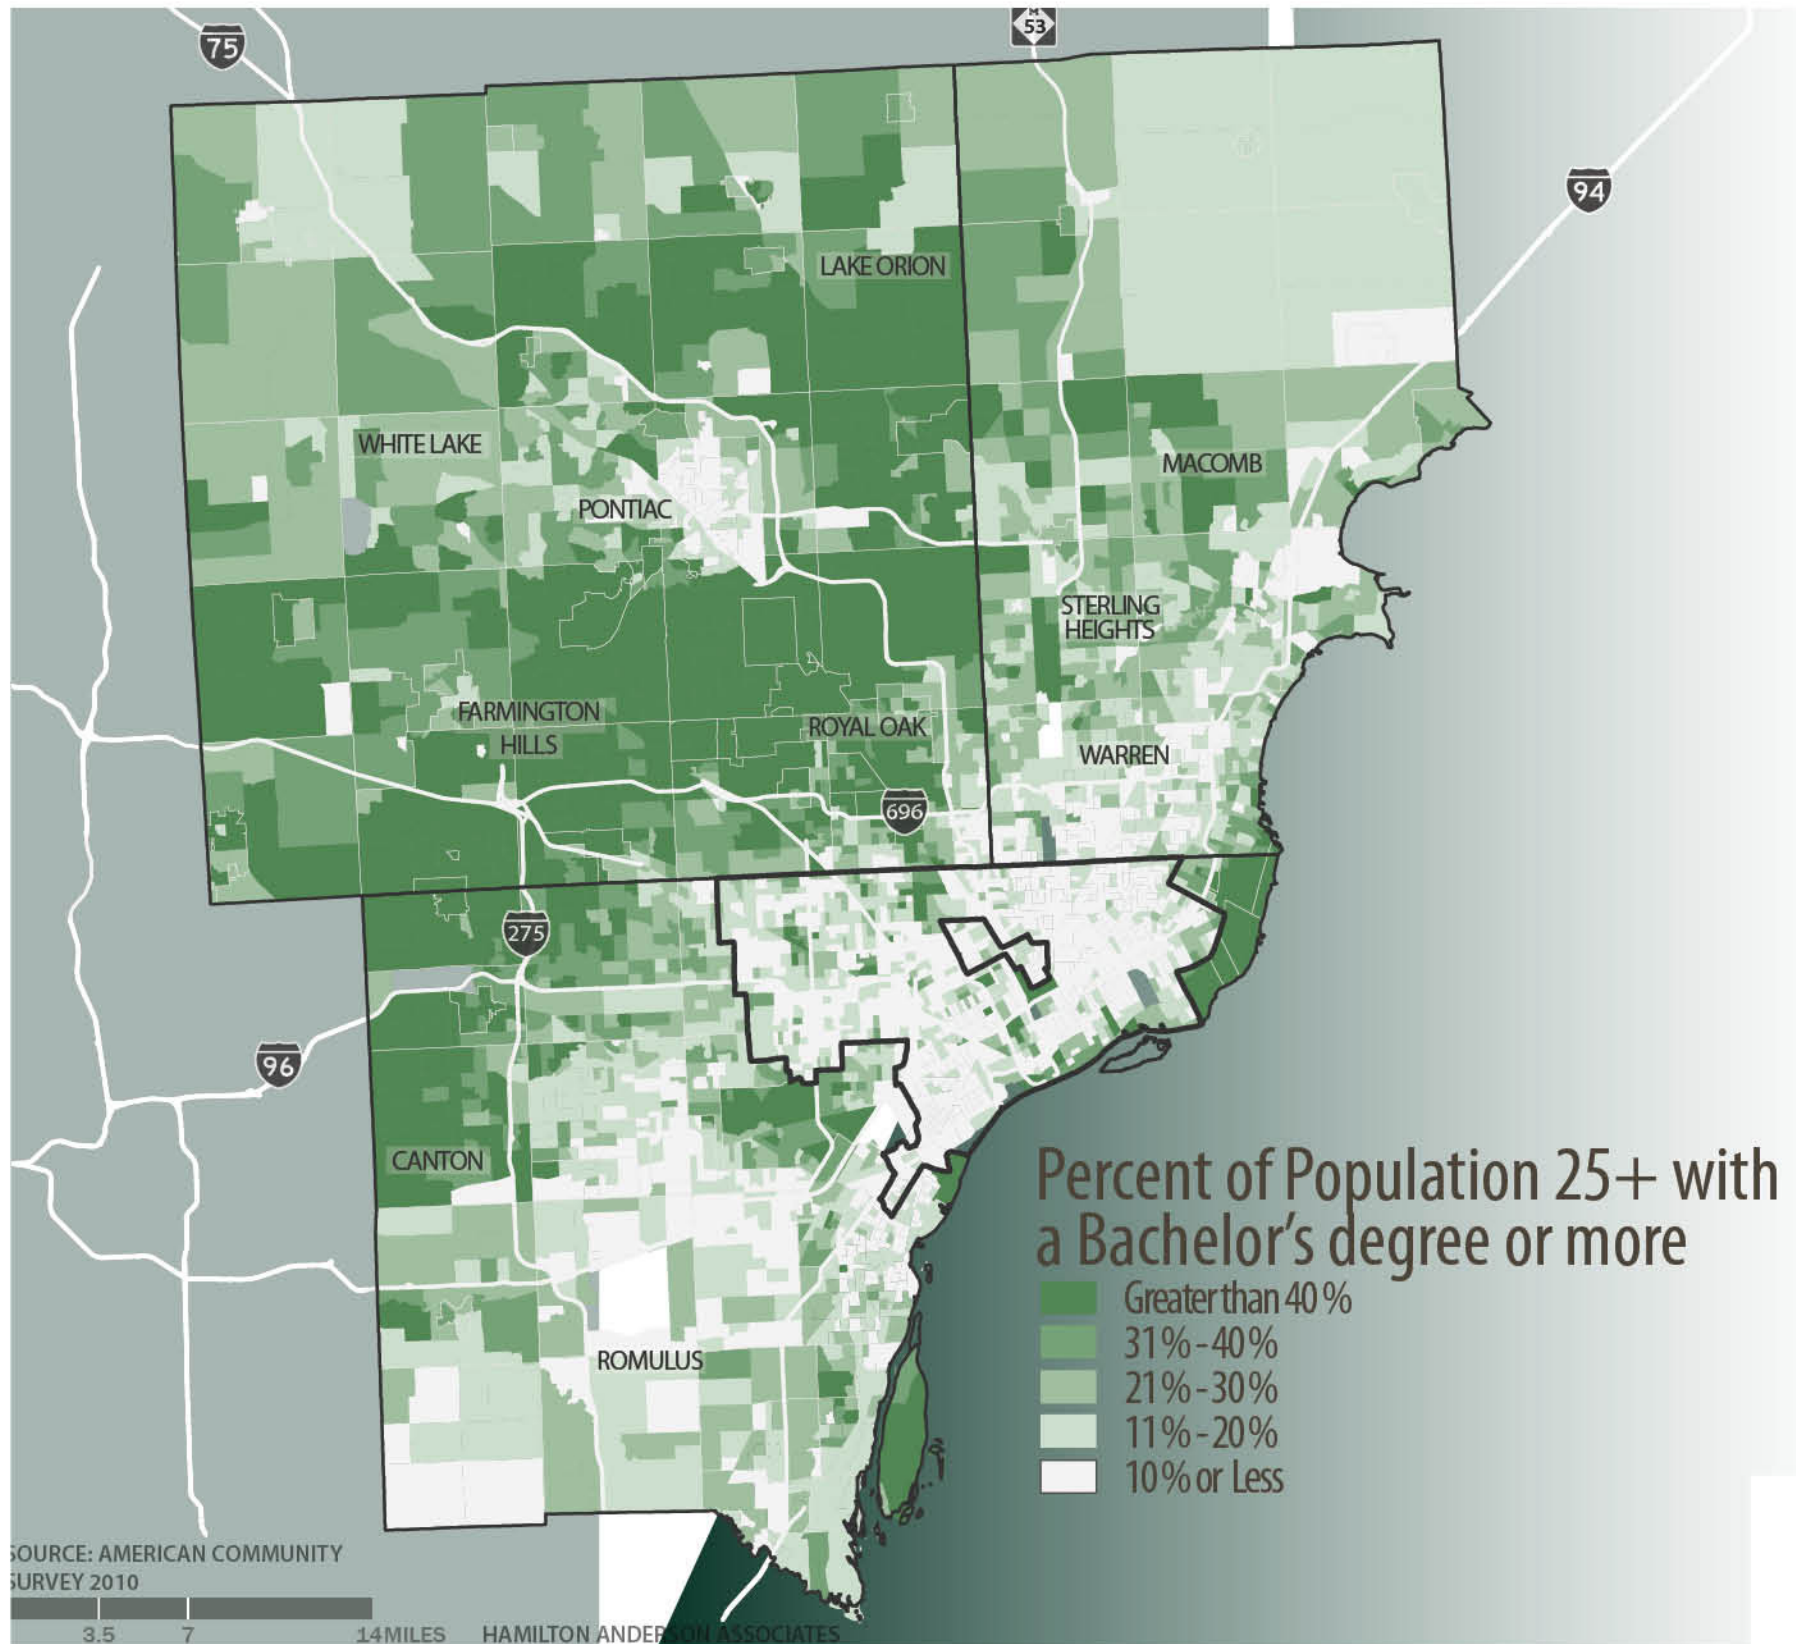 75
M
53
94
LAKE ORION
WHITE LAKE
MACOMB
PONTIAC
STERLING
HEIGHTS
FARMINGTON
HILLS
ROYAL OAK
WARREN
696
275
96
CANTON
ROMULUS
Percent of Population 25+ with
a Bachelor's degree or more
Greater than 40%
31%-40%
21%-30%
11%-20%
10% or Less
SOURCE: AMERICAN COMMUNITY
SURVEY 2010
3.5 7 14 MILES HAMILTON ANDERSON ASSOCIATES